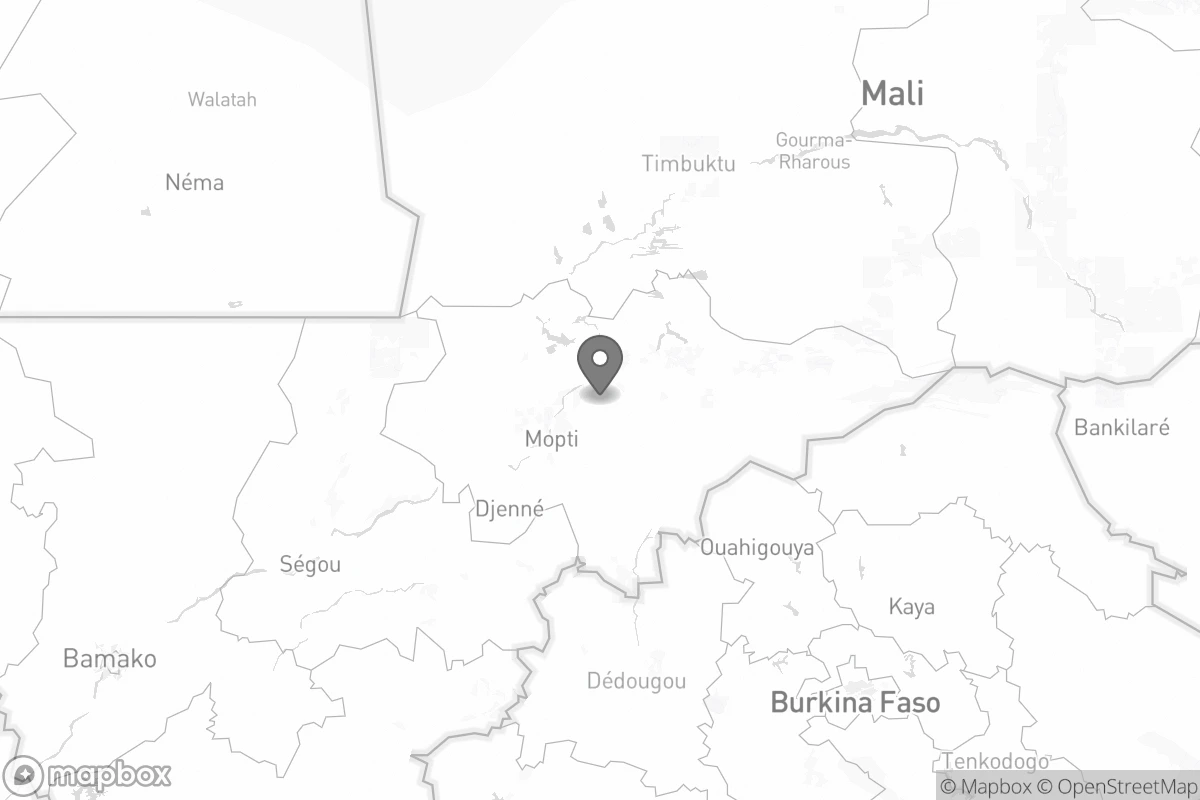 Mali
Walatah
Gourma-
Rharous
Timbuktu
Néma
Bankilaré
Mopti
Djenné
Ouahigouya
Ségou
Kaya
Bamako
Dédougou
Burkina Faso
Tenkodogo
mapbox
© Mapbox © OpenStreetMap